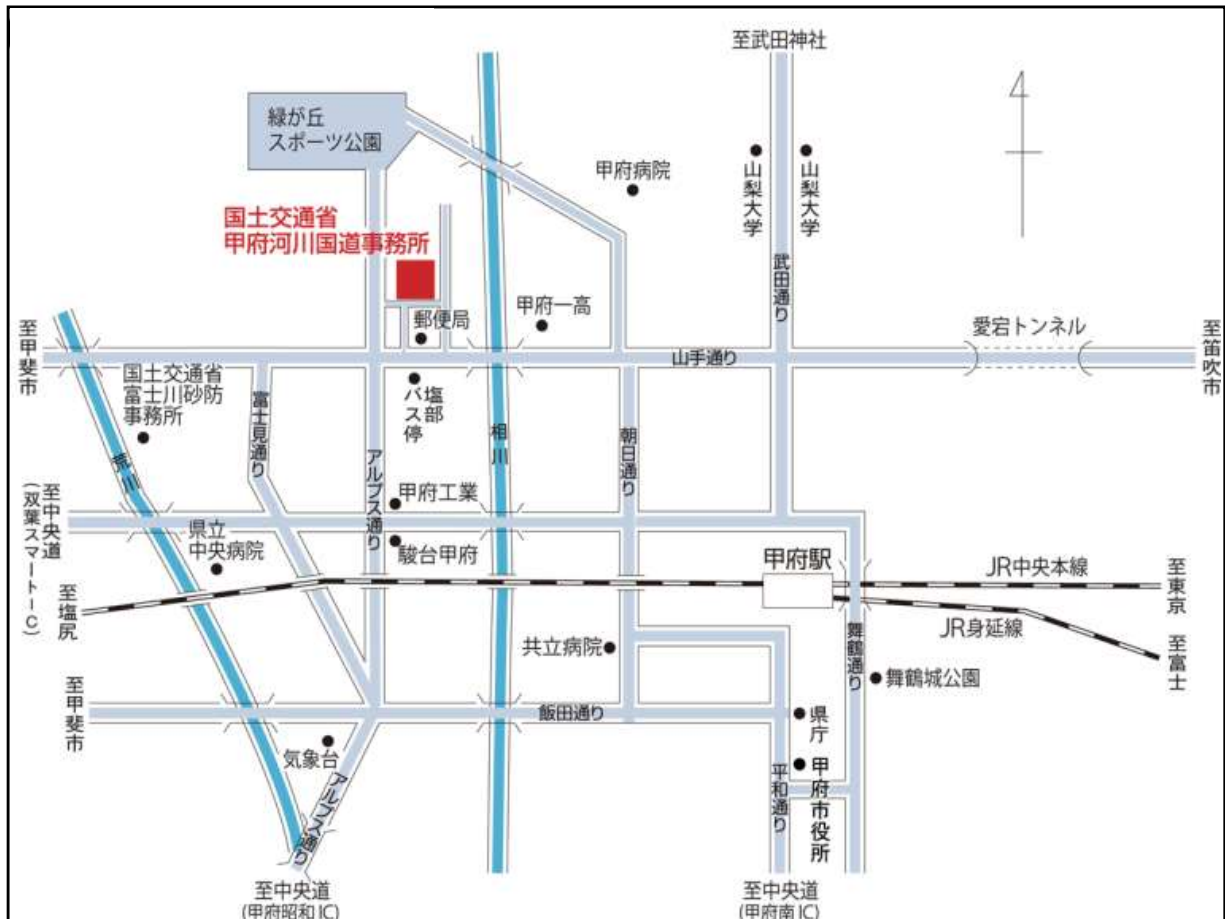 至武田神社
緑が丘
スポーツ公園
甲府病院
山梨大学
山梨大学
国土交通省
甲府河川国道事務所
武田通り
郵便局
甲府一高
愛宕トンネル
至甲斐市
山手通り
至笛吹市
国土交通省
富士川砂防
事務所
富士見通り
塩部
バス停
相川
朝日通り
荒川
アルプス通り
甲府工業
至中央道
(双葉スマートIC)
県立
中央病院
駿台甲府
甲府駅
JR中央本線
至東京
至塩尻
JR身延線
至富士
共立病院
舞鶴通り
舞鶴城公園
至甲斐市
飯田通り
県庁
気象台
アルプス通り
平和通り
甲府市役所
至中央道
(甲府昭和IC)
至中央道
(甲府南IC)